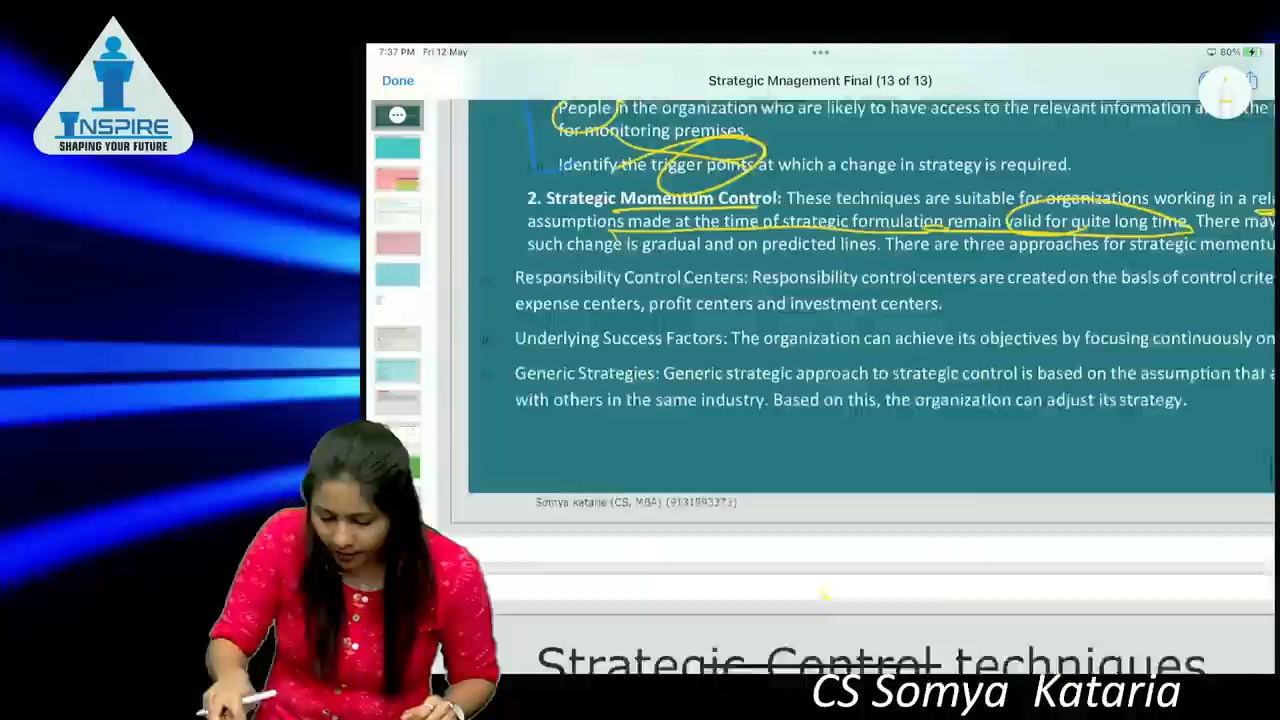 INSPIRE
SHAPING YOUR FUTURE
7:37 PM Fri 12 May
80%
Done
Strategic Mnagement Final (13 of 13)
People in the organization who are likely to have access to the relevant information
for monitoring premises.
Identify the trigger points at which a change in strategy is required.
2. Strategic Momentum Control: These techniques are suitable for organizations working in a rel
assumptions made at the time of strategic formulation remain valid for quite long time. There may
such change is gradual and on predicted lines. There are three approaches for strategic momentu
Responsibility Control Centers: Responsibility control centers are created on the basis of control crite
expense centers, profit centers and investment centers.
Underlying Success Factors: The organization can achieve its objectives by focusing continuously on
Generic Strategies: Generic strategic approach to strategic control is based on the assumption that
with others in the same industry. Based on this, the organization can adjust its strategy.
Somya Kataria (CS, MBA) (9131893373)
Strategic Control techniques
CS Somya Kataria